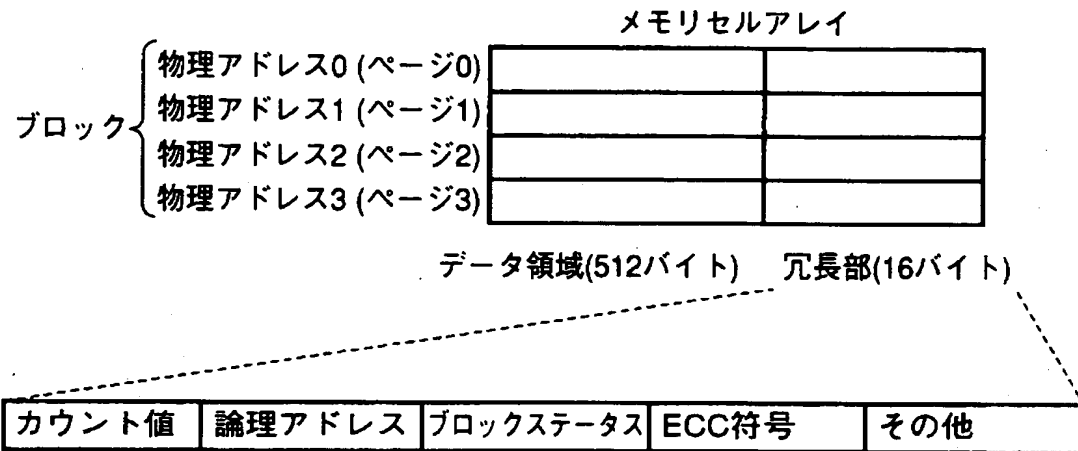 メモリセルアレイ
物理アドレス0 (ページ0)
物理アドレス1 (ページ1)
ブロック
物理アドレス2 (ページ2)
物理アドレス3 (ページ3)
データ領域(512バイト) 冗長部(16バイト)
カウント値 論理アドレス ブロックステータス ECC符号 その他